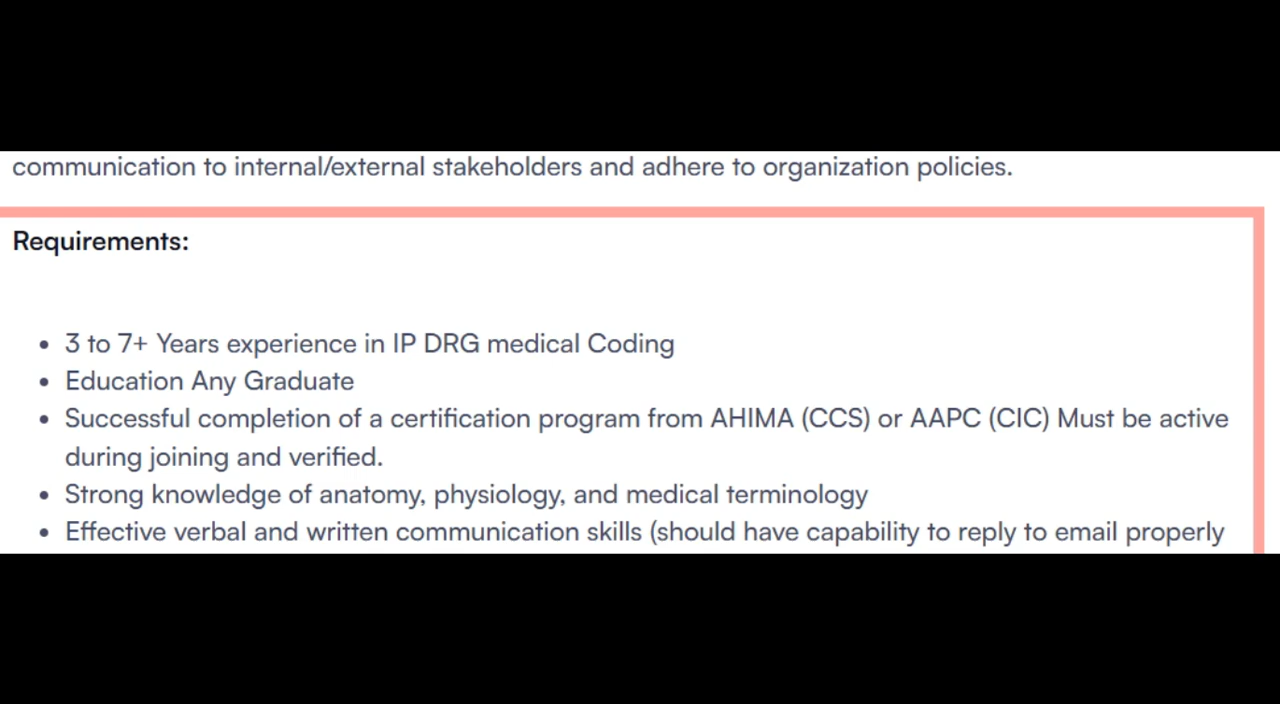 communication to internal/external stakeholders and adhere to organization policies.
Requirements:
• 3 to 7+ Years experience in IP DRG medical Coding
• Education Any Graduate
• Successful completion of a certification program from AHIMA (CCS) or AAPC (CIC) Must be active
during joining and verified.
• Strong knowledge of anatomy, physiology, and medical terminology
• Effective verbal and written communication skills (should have capability to reply to email properly